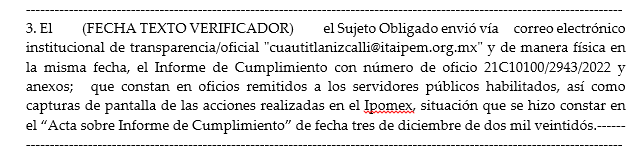 ------------------------------------------------------------------------------------------------------------------------
3. El (FECHA TEXTO VERIFICADOR) el Sujeto Obligado envió vía correo electrónico
institucional de transparencia/oficial "cuautitlanizcalli@itaipem.org.mx" y de manera física en
la misma fecha, el Informe de Cumplimiento con número de oficio 21C10100/2943/2022 y
anexos; que constan en oficios remitidos a los servidores públicos habilitados, así como
capturas de pantalla de las acciones realizadas en el Ipomex, situación que se hizo constar en
el “Acta sobre Informe de Cumplimiento” de fecha tres de diciembre de dos mil veintidós.------
------------------------------------------------------------------------------------------------------------------------